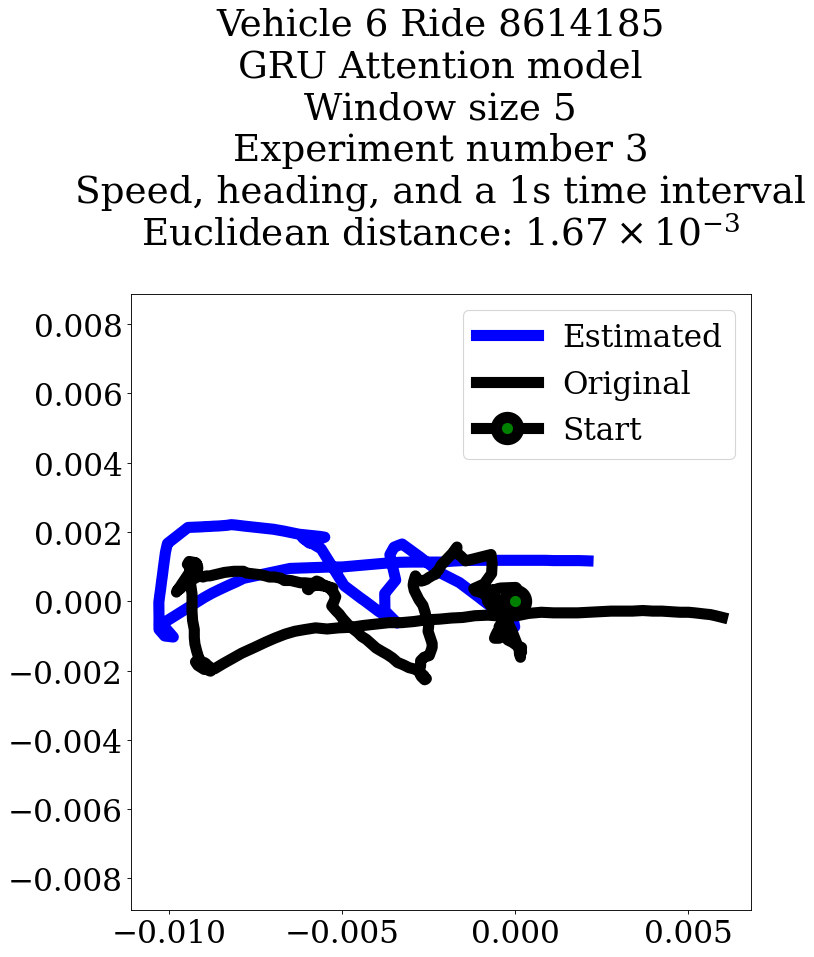 Vehicle 6 Ride 8614185
GRU Attention model
Window size 5
Experiment number 3
Speed, heading, and a 1s time interval
Euclidean distance: 1.67 × 10⁻³
Estimated
Original
Start
0.008
0.006
0.004
0.002
0.000
−0.002
−0.004
−0.006
−0.008
−0.010 −0.005 0.000 0.005